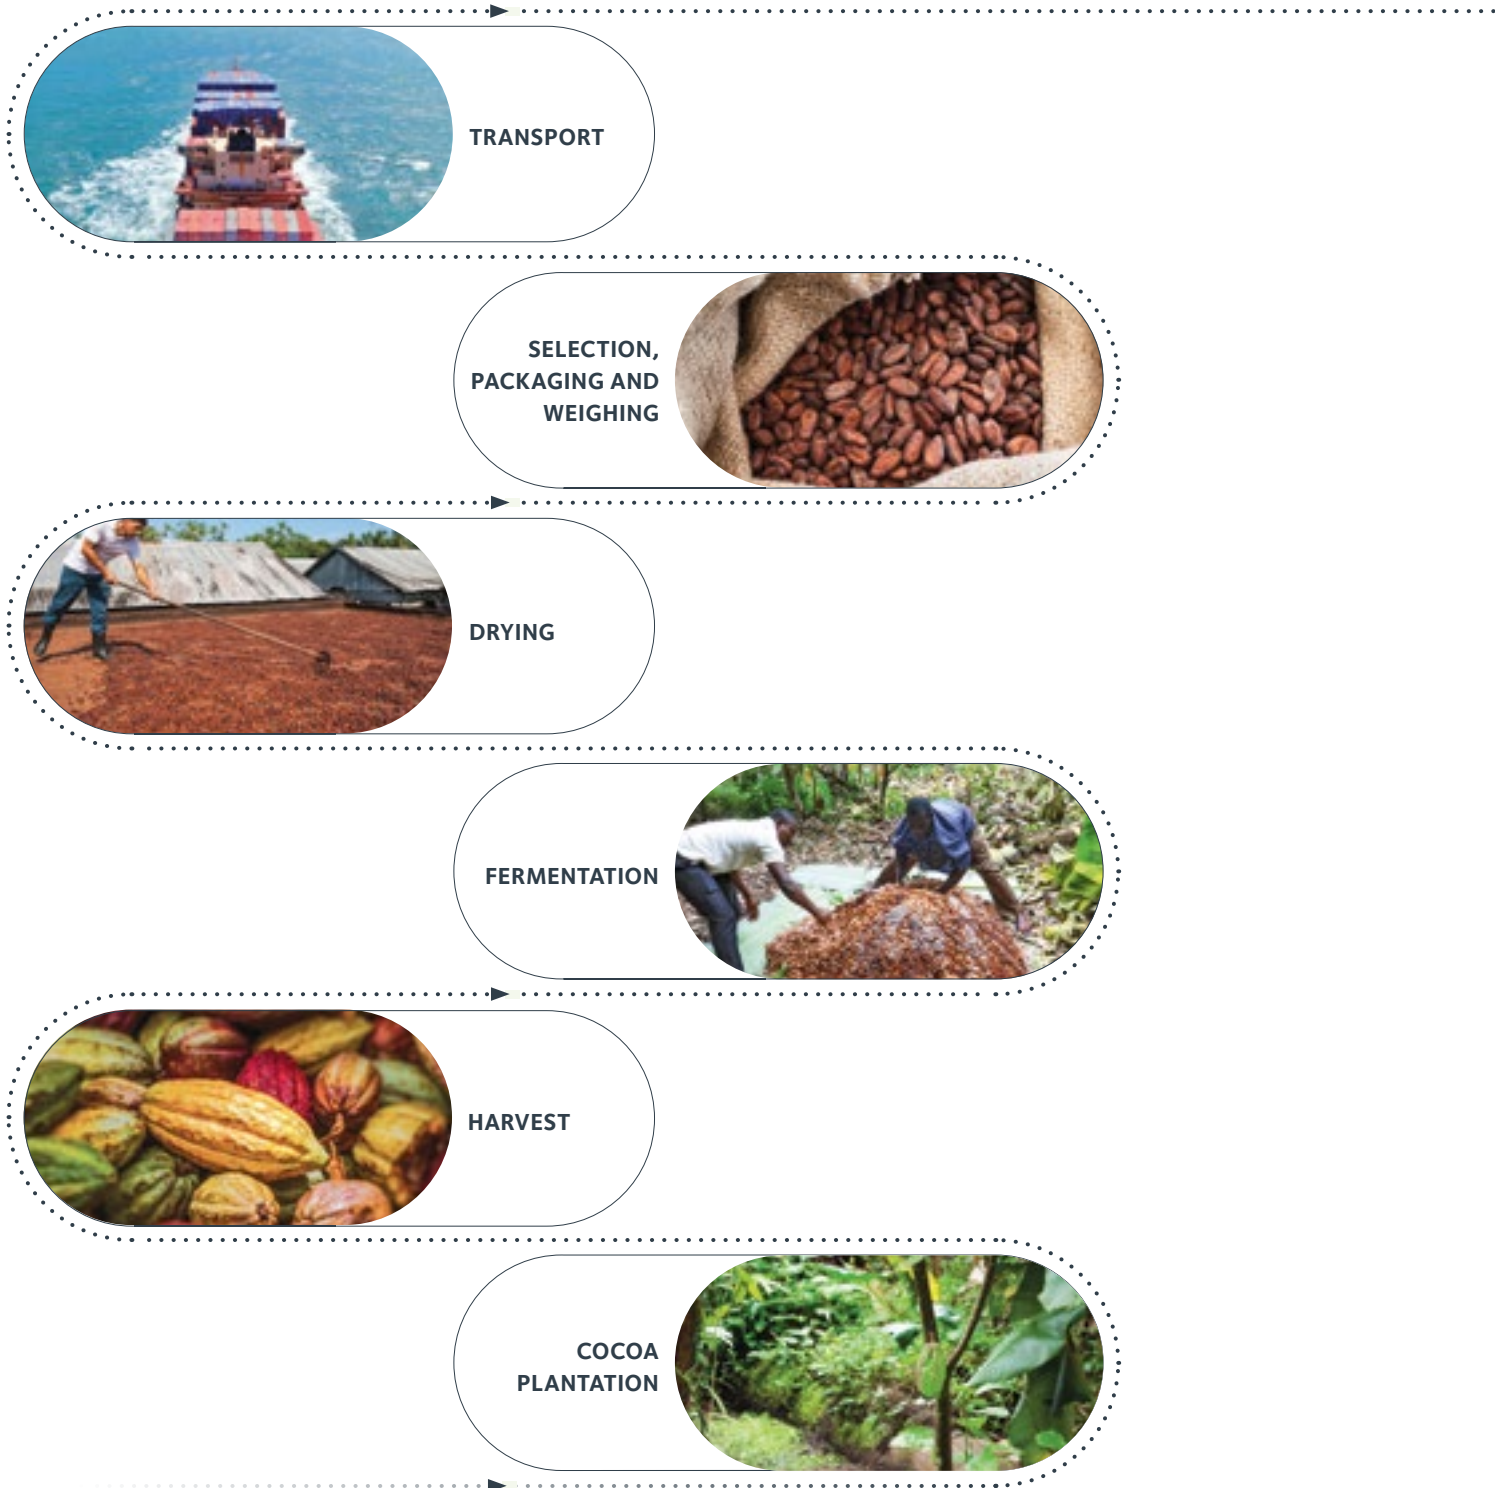 TRANSPORT
SELECTION,
PACKAGING AND
WEIGHING
DRYING
FERMENTATION
HARVEST
COCOA
PLANTATION